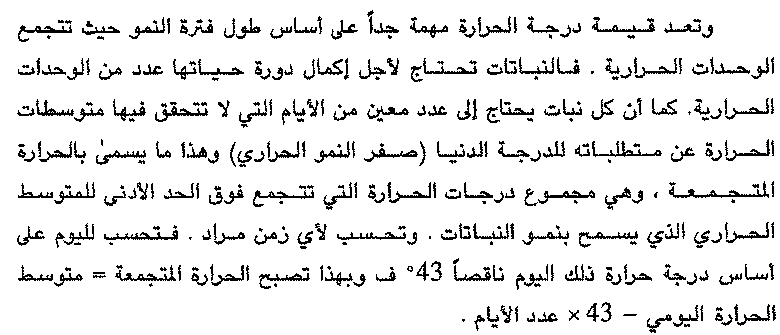 وتعد قيمة درجة الحرارة مهمة جداً على أساس طول فترة النمو حيث تتجمع
الوحدات الحرارية . فالنباتات تحتاج لأجل إكمال دورة حياتها عدد من الوحدات
الحرارية. كما أن كل نبات يحتاج إلى عدد معين من الأيام التي لا تتحقق فيها متوسطات
الحرارة عن متطلباته للدرجة الدنيا (صفر النمو الحراري) وهذا ما يسمىٰ بالحرارة
المتجمعة ، وهي مجموع درجات الحرارة التي تتجمع فوق الحد الأدنى للمتوسط
الحراري الذي يسمح بنمو النباتات . وتحسب لأي زمن مراد . فتحسب لليوم على
أساس درجة حرارة ذلك اليوم ناقصاً 43° ف وبهذا تصبح الحرارة المتجمعة = متوسط
الحرارة اليومي – 43 × عدد الأيام .